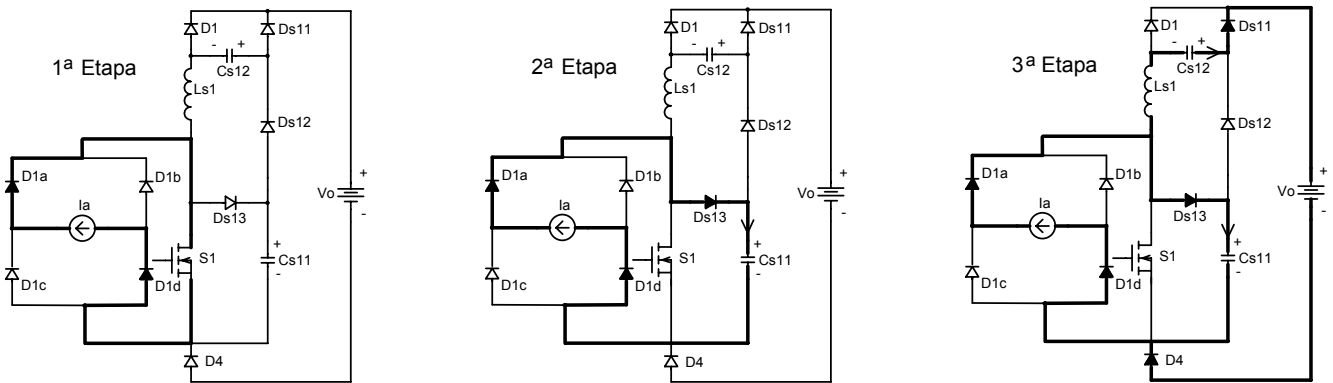 1ª Etapa
D1
Ds11
-
+
Cs12
Ls1
Ds12
D1a
D1b
Ia
Ds13
+
Vo
-
D1c
D1d
S1
+
Cs11
-
D4
2ª Etapa
D1
Ds11
-
+
Cs12
Ls1
Ds12
D1a
D1b
Ia
Ds13
+
Vo
-
D1c
D1d
S1
+
Cs11
-
D4
3ª Etapa
D1
Ds11
-
+
Cs12
Ls1
Ds12
D1a
D1b
Ia
Ds13
+
Vo
-
D1c
D1d
S1
+
Cs11
-
D4